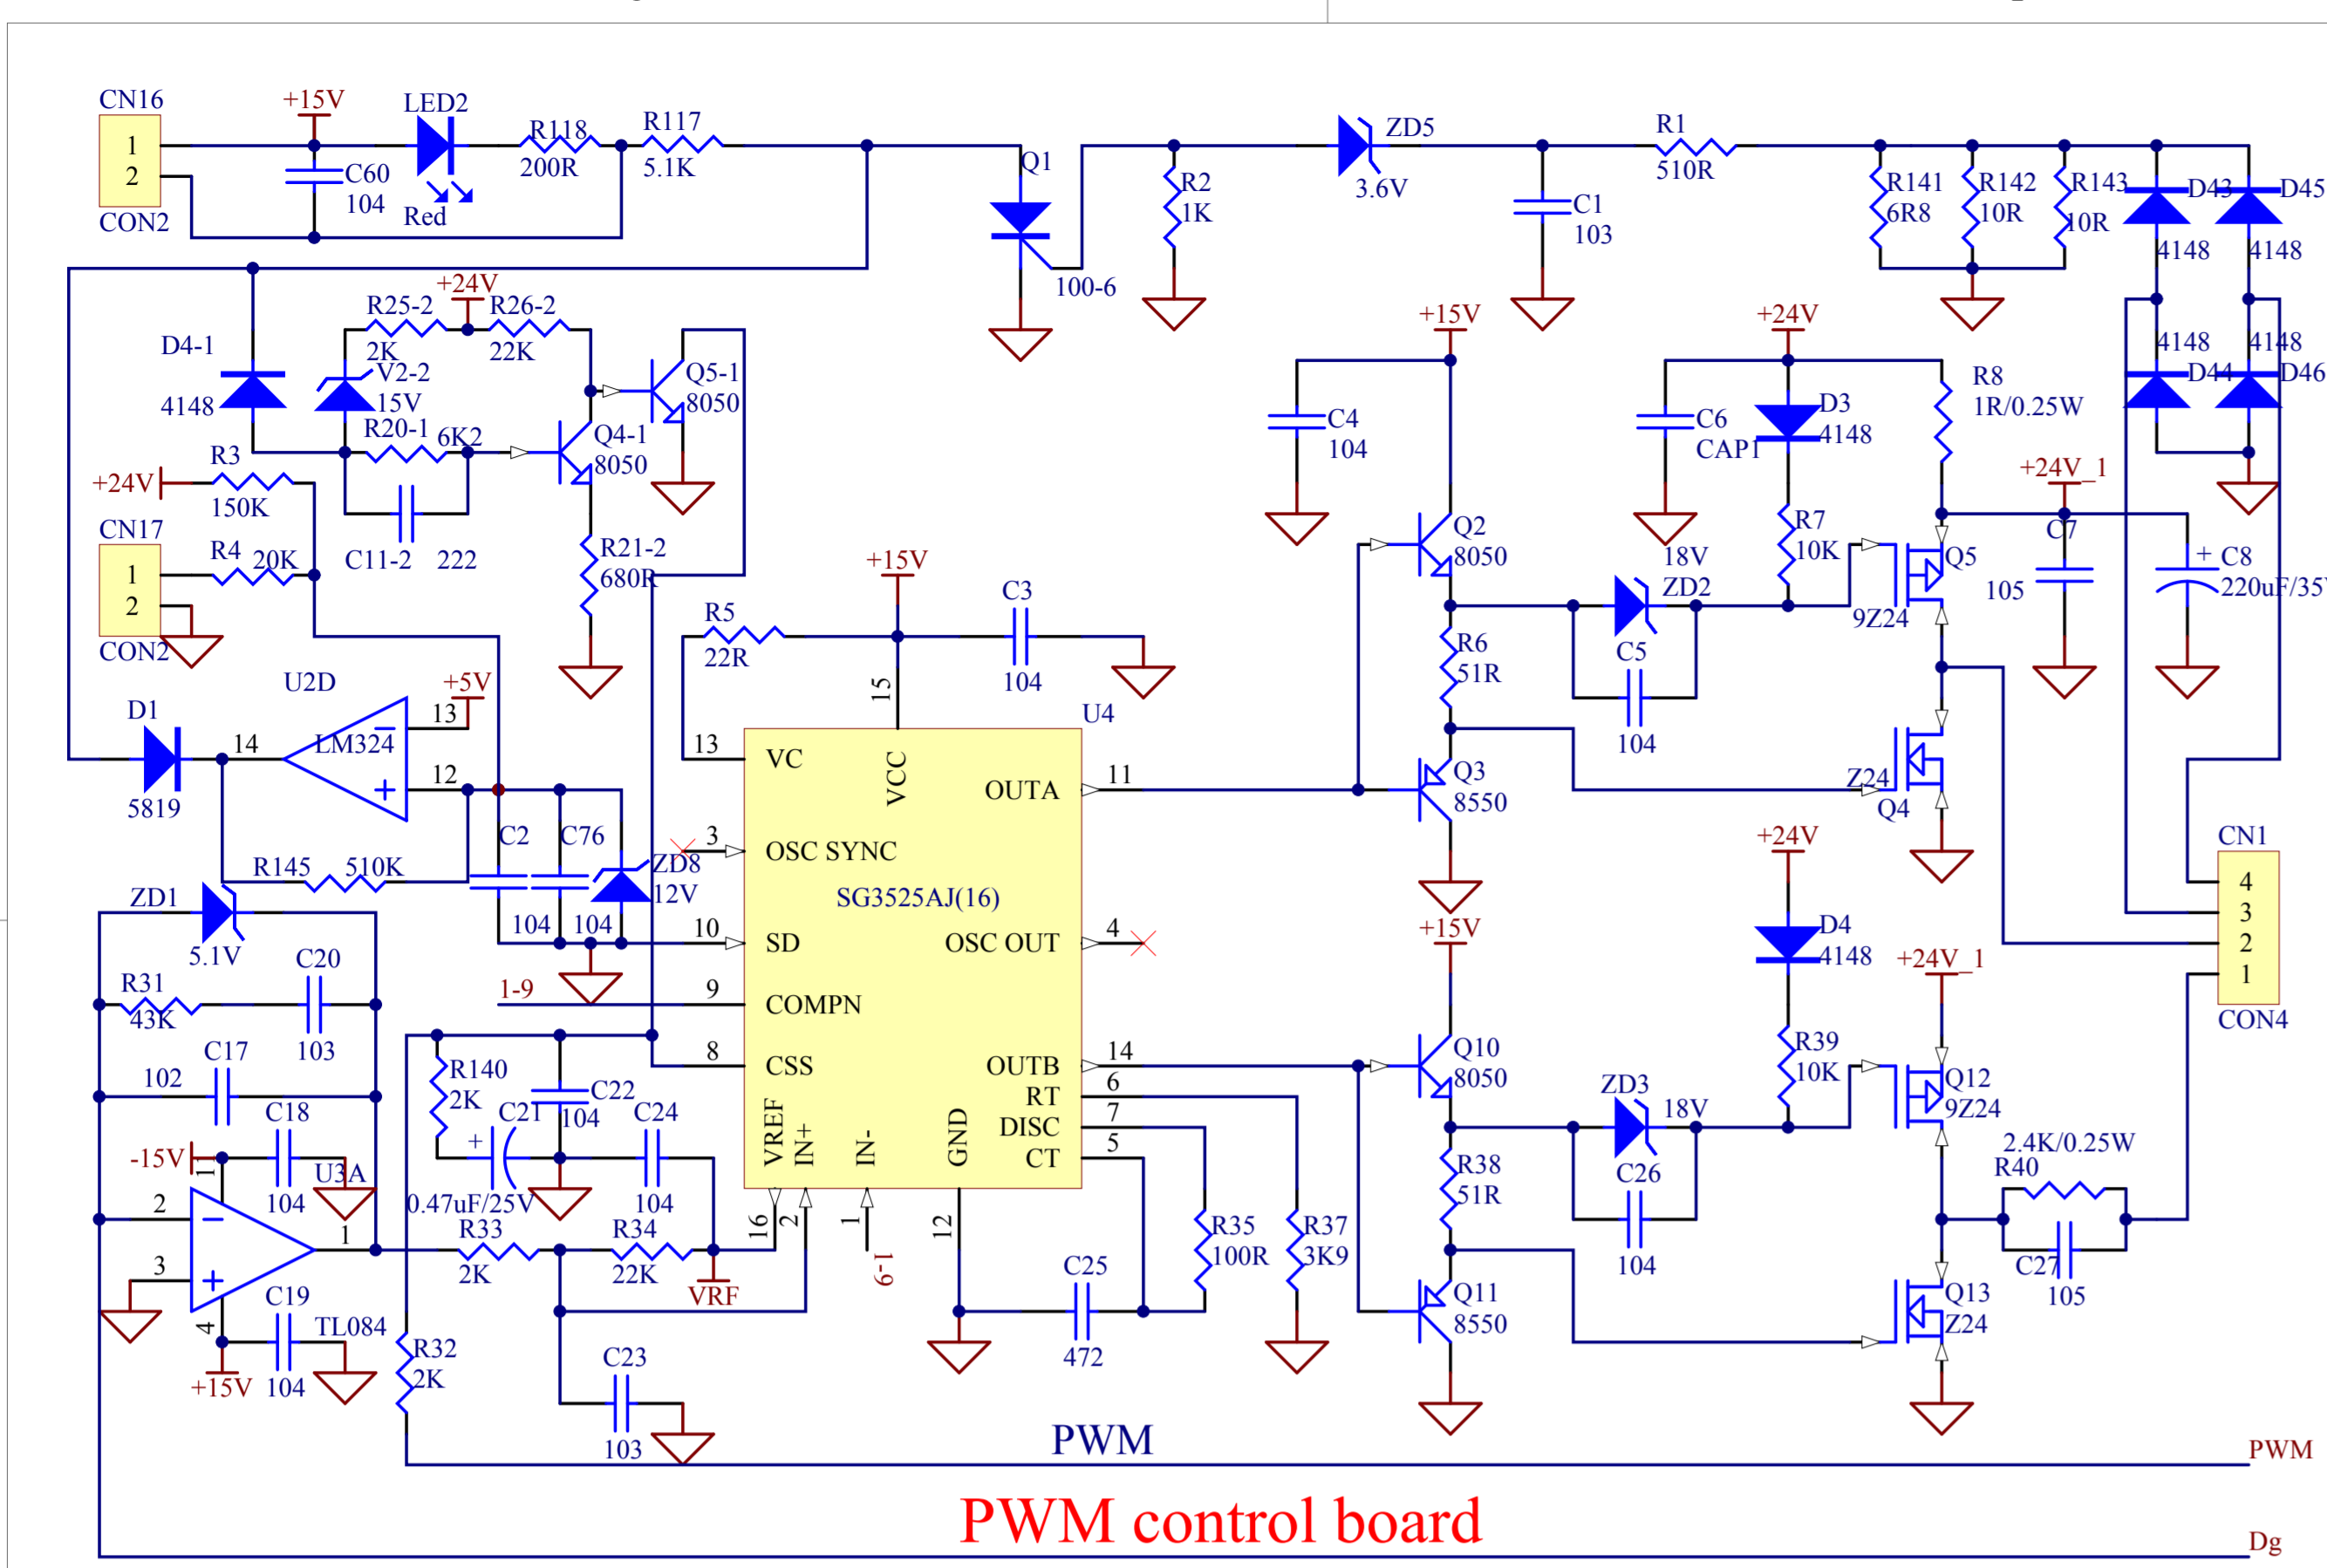 CN16
1
2
CON2
+15V
C60
104
LED2
Red
R118
200R
R117
5.1K
Q1
100-6
R2
1K
ZD5
3.6V
C1
103
R1
510R
R141
6R8
R142
10R
R143
10R
D43
4148
D45
4148
4148
D44
4148
D46
D4-1
4148
R25-2
2K
+24V
R26-2
22K
V2-2
15V
R20-1
6K2
Q5-1
8050
Q4-1
8050
R3
+24V
150K
CN17
1
2
CON2
R4
20K
C11-2
222
R21-2
680R
+15V
C4
104
+24V
C6
CAP1
D3
4148
R8
1R/0.25W
+24V_1
C7
105
+
C8
220uF/35V
Q2
8050
R7
10K
18V
ZD2
Q5
9Z24
R6
51R
C5
104
Q3
8550
Z24
Q4
+15V
R5
22R
C3
104
U2D
LM324
+5V
13
12
14
D1
5819
R145
510K
C2
104
C76
104
ZD8
12V
U4
SG3525AJ(16)
15
VCC
13
VC
3
OSC SYNC
10
SD
9
COMPN
8
CSS
16
VREF
2
IN+
1
IN-
12
GND
11
OUTA
4
OSC OUT
14
OUTB
6
RT
7
DISC
5
CT
1-9
1-9
ZD1
5.1V
R31
43K
C20
103
C17
102
C18
104
-15V
11
U3A
2
3
1
4
TL084
C19
104
+15V
R140
2K
C21
+
0.47uF/25V
C22
104
C24
104
R33
2K
R34
22K
VRF
R32
2K
C23
103
C25
472
R35
100R
R37
3K9
+15V
Q10
8050
R38
51R
Q11
8550
+24V
D4
4148
R39
10K
ZD3
18V
C26
104
+24V_1
Q12
9Z24
Q13
Z24
2.4K/0.25W
R40
C27
105
CN1
4
3
2
1
CON4
PWM
PWM
PWM control board
Dg